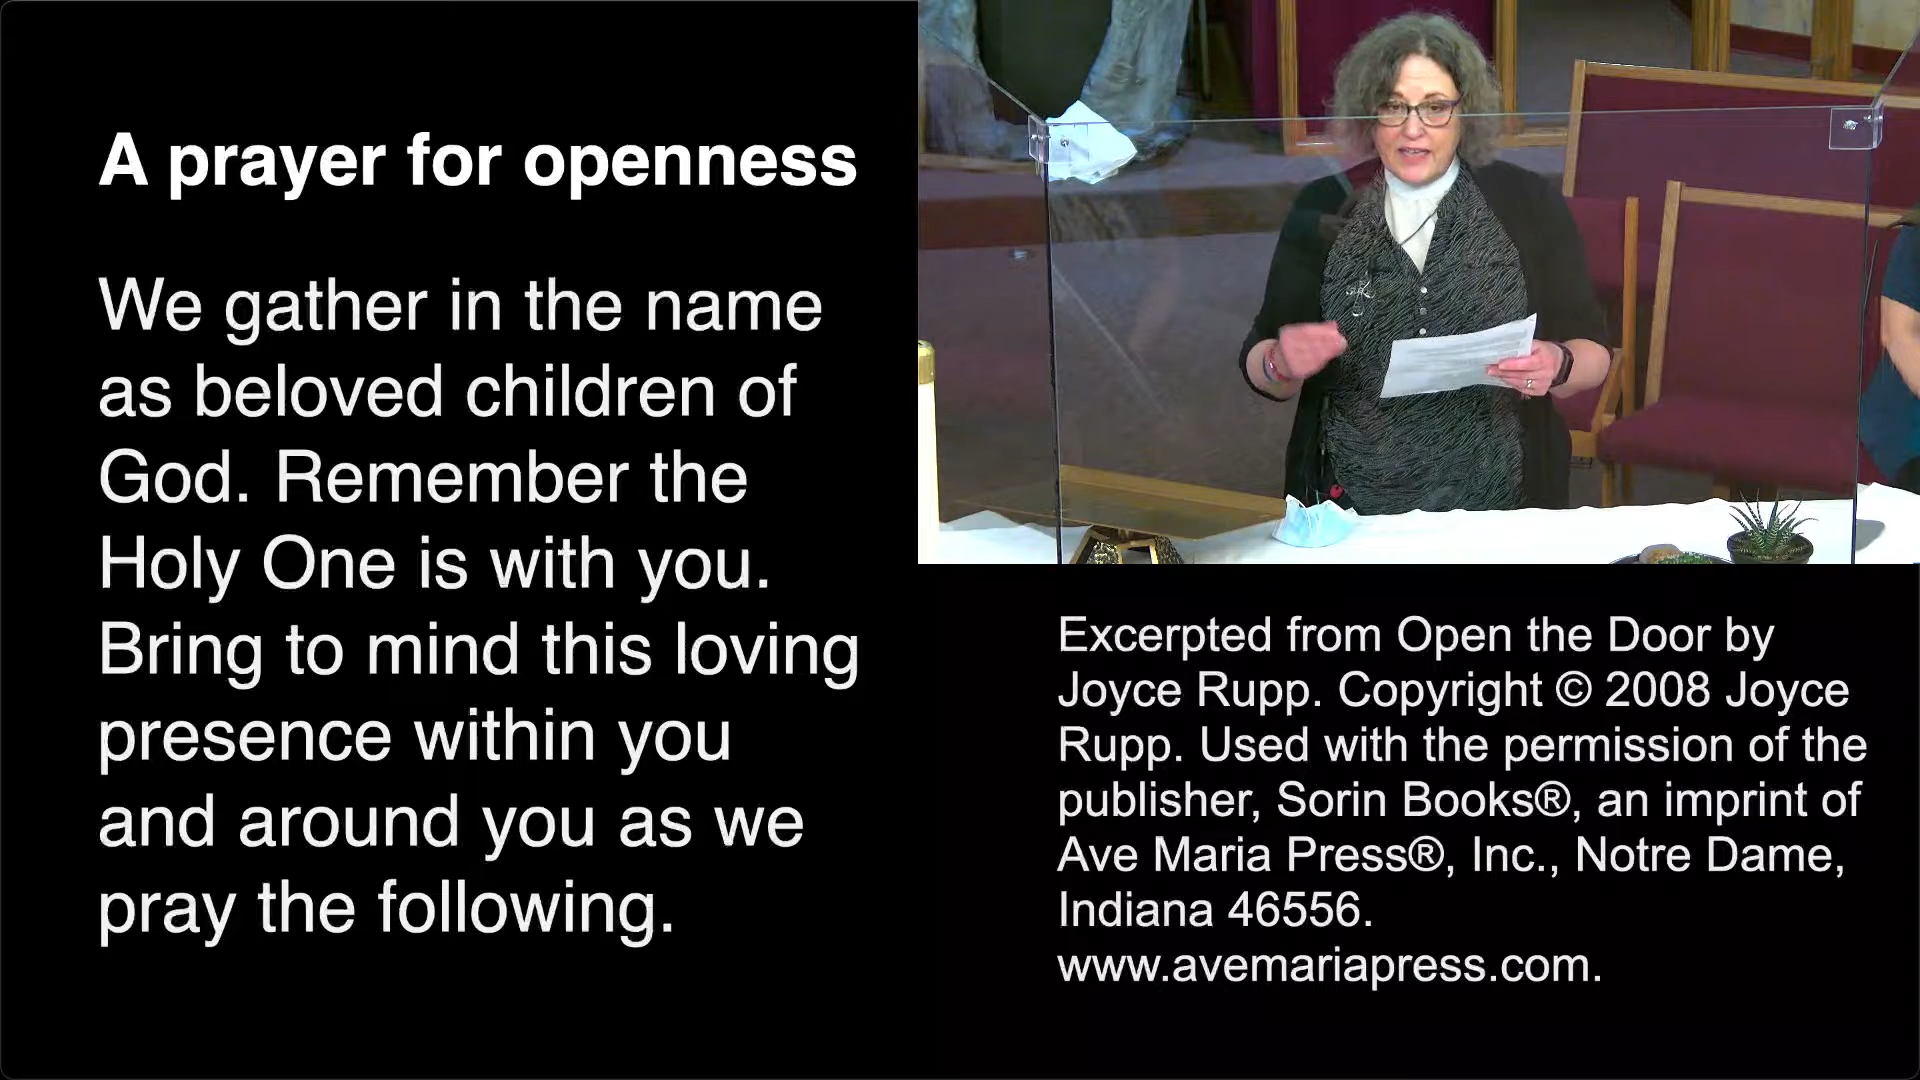 A prayer for openness
We gather in the name
as beloved children of
God. Remember the
Holy One is with you.
Bring to mind this loving
presence within you
and around you as we
pray the following.
Excerpted from Open the Door by
Joyce Rupp. Copyright © 2008 Joyce
Rupp. Used with the permission of the
publisher, Sorin Books®, an imprint of
Ave Maria Press®, Inc., Notre Dame,
Indiana 46556.
www.avemariapress.com.